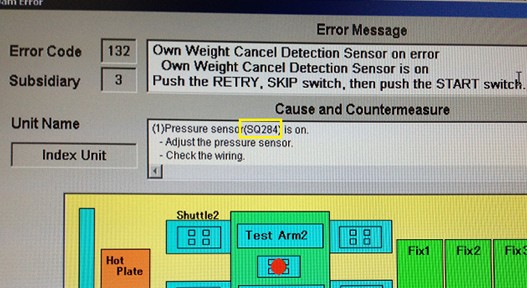 Error Message
Error Code 132
Own Weight Cancel Detection Sensor on error
Own Weight Cancel Detection Sensor is on
Subsidiary 3
Push the RETRY, SKIP switch, then push the START switch.
Cause and Countermeasure
Unit Name
(1)Pressure sensor(SQ284) is on.
- Adjust the pressure sensor.
Index Unit
- Check the wiring.
Shuttle2
Test Arm2
Hot
Plate
Fix1 Fix2